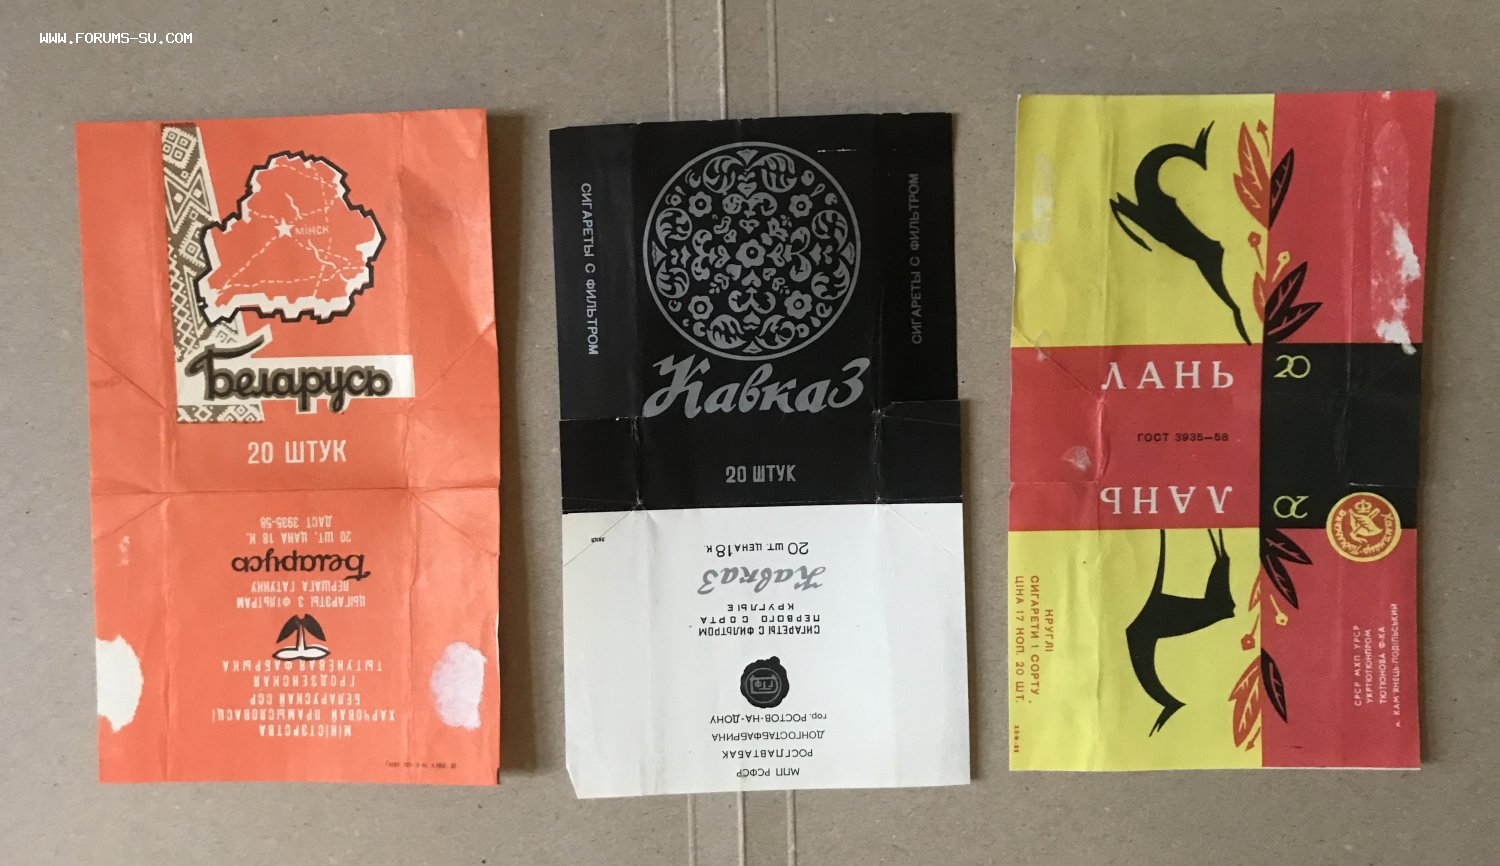 WWW.FORUMS-SU.COM
МІНСК
Беларусь
20 ШТУК
20 ШТ. ЦАНА 18 К.
ДАСТ 3935-58
Беларусь
ЦЫГАРЭТЫ З ФІЛЬТРАМ
ПЕРШАГА ГАТУНКУ
МІНІСТЭРСТВА
ХАРЧОВАЙ ПРАМЫСЛОВАСЦІ
БЕЛАРУСКАЙ ССР
ГРОДЗЕНСКАЯ
ТЫТУНЕВАЯ ФАБРЫКА
СИГАРЕТЫ С ФИЛЬТРОМ
СИГАРЕТЫ С ФИЛЬТРОМ
Кавказ
20 ШТУК
МПП РСФСР
РОСГЛАВТАБАК
ДОНГОСТАБФАБРИКА
гор. РОСТОВ-НА-ДОНУ
ДГТФ
СИГАРЕТЫ С ФИЛЬТРОМ
ПЕРВОГО СОРТА
КРУГЛЫЕ
Кавказ
20 ШТ. ЦЕНА 18 К.
ЛАНЬ
20
ГОСТ 3935—58
ЛАНЬ
20
КРУГЛІ
СИГАРЕТИ 1 СОРТУ,
ЦІНА 17 КОП. 20 ШТ.
СРСР МХП УРСР
УКРТЮТЮНПРОМ
ТЮТЮНОВА Ф-КА
м. КАМ'ЯНЕЦЬ-ПОДІЛЬСЬКИЙ